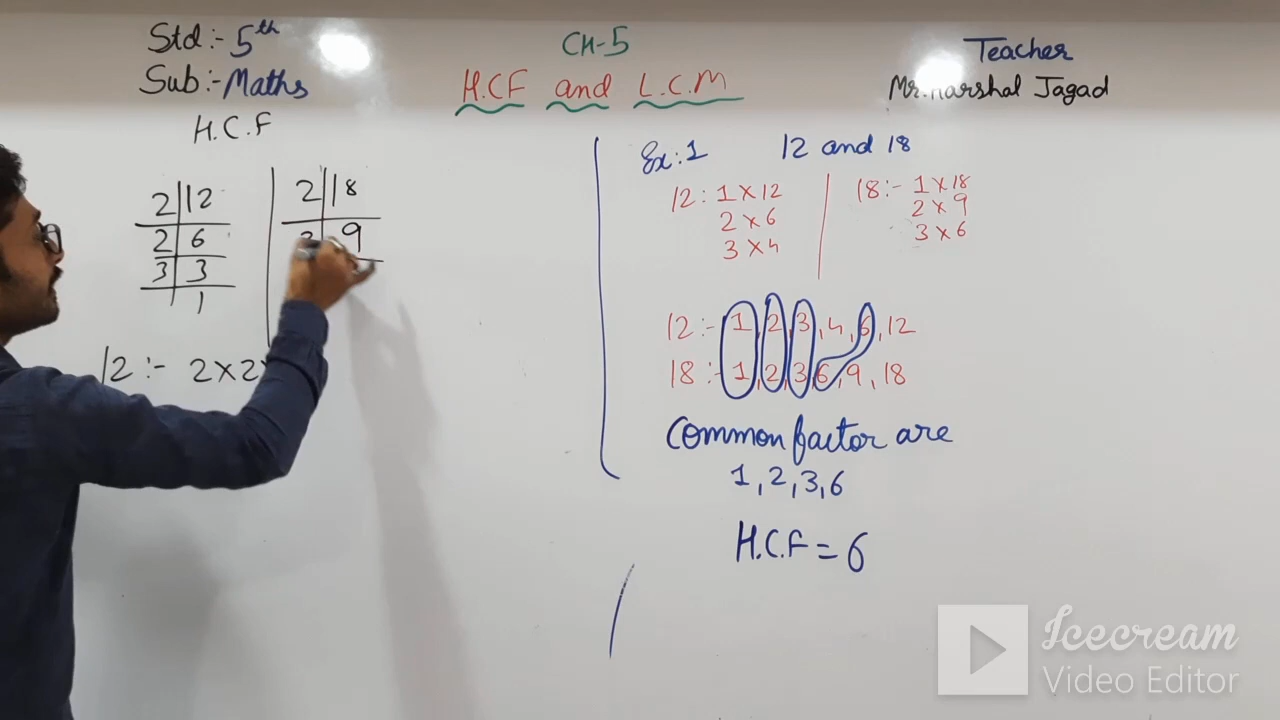 Std:- 5th
Sub:- Maths
CH-5
H.C.F and L.C.M
Teacher
Mr. Harshal Jagad
H.C.F
2 | 12
2 | 6
3 | 3
1
2 | 18
3 | 9
12 :- 2 x 2
Ex:1 12 and 18
12: 1 x 12
2 x 6
3 x 4
18:- 1 x 18
2 x 9
3 x 6
12 :- 1, 2, 3, 4, 6, 12
18 :- 1, 2, 3, 6, 9, 18
Common factor are
1, 2, 3, 6
H.C.F = 6
Icecream
Video Editor